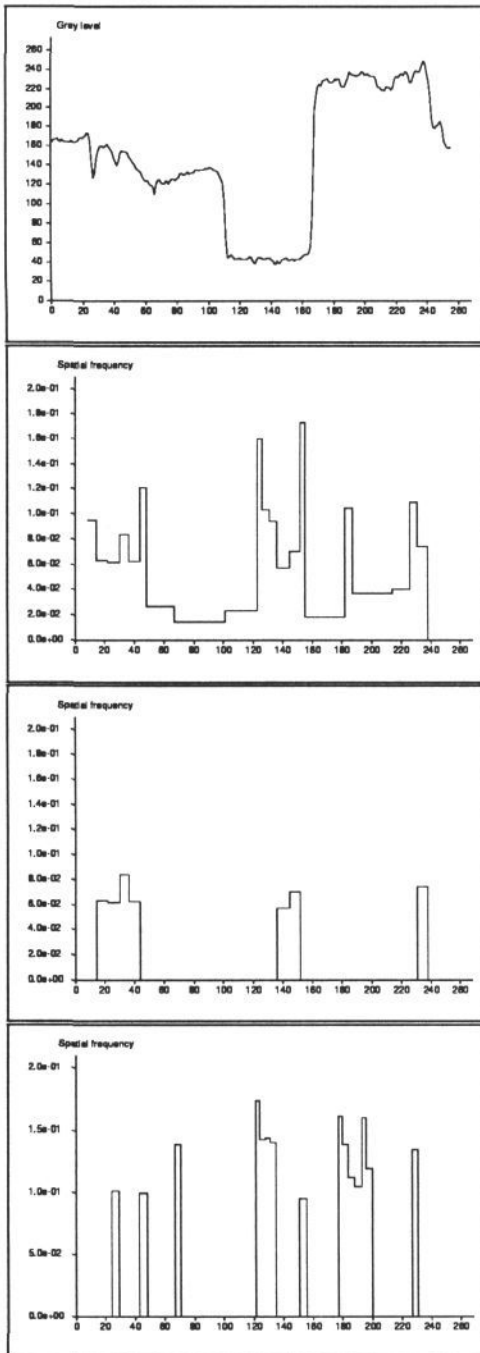 Grey level
260
240
220
200
180
160
140
120
100
80
60
40
20
0
0 20 40 60 80 100 120 140 160 180 200 220 240 260
Spatial frequency
2.0e-01
1.8e-01
1.6e-01
1.4e-01
1.2e-01
1.0e-01
8.0e-02
6.0e-02
4.0e-02
2.0e-02
0.0e+00
0 20 40 60 80 100 120 140 160 180 200 220 240 260
Spatial frequency
2.0e-01
1.8e-01
1.6e-01
1.4e-01
1.2e-01
1.0e-01
8.0e-02
6.0e-02
4.0e-02
2.0e-02
0.0e+00
0 20 40 60 80 100 120 140 160 180 200 220 240 260
Spatial frequency
2.0e-01
1.5e-01
1.0e-01
5.0e-02
0.0e+00
0 20 40 60 80 100 120 140 160 180 200 220 240 260